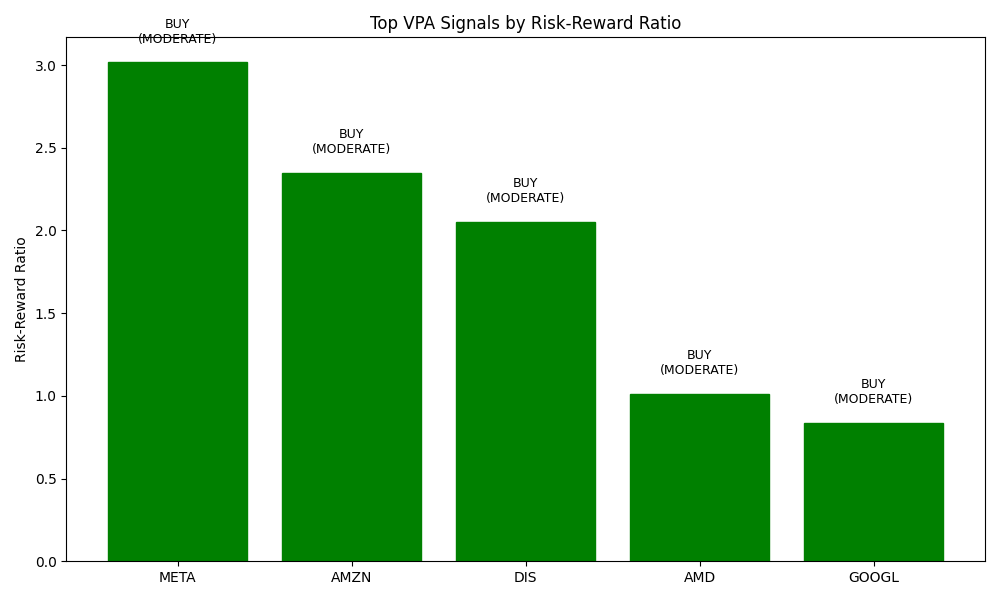 Top VPA Signals by Risk-Reward Ratio
BUY
(MODERATE)
BUY
(MODERATE)
BUY
(MODERATE)
BUY
(MODERATE)
BUY
(MODERATE)
Risk-Reward Ratio
3.0
2.5
2.0
1.5
1.0
0.5
0.0
META AMZN DIS AMD GOOGL